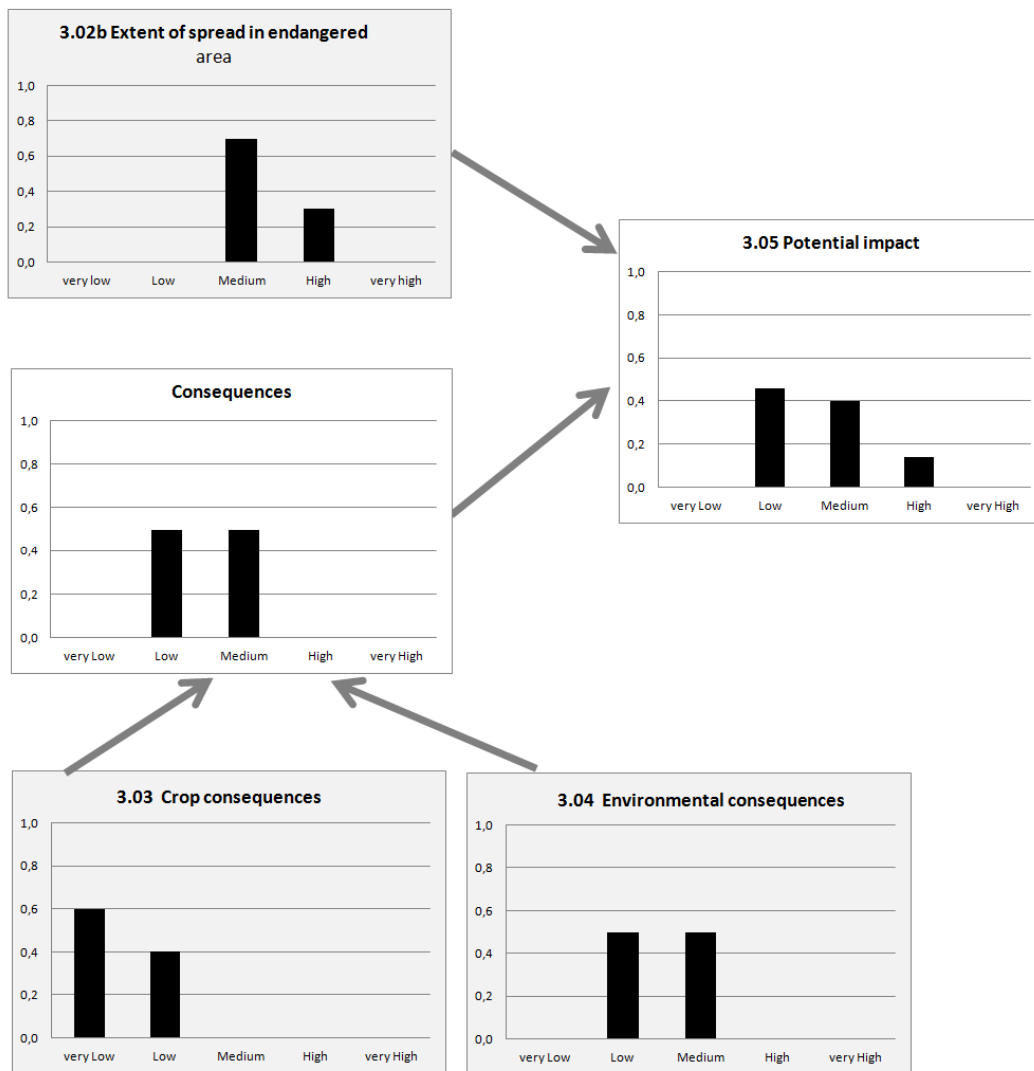 3.02b Extent of spread in endangered
area
1,0
0,8
0,6
0,4
0,2
0,0
very low Low Medium High very high
3.05 Potential impact
1,0
0,8
0,6
0,4
0,2
0,0
very Low Low Medium High very High
Consequences
1,0
0,8
0,6
0,4
0,2
0,0
very Low Low Medium High very High
3.03 Crop consequences
1,0
0,8
0,6
0,4
0,2
0,0
very Low Low Medium High very High
3.04 Environmental consequences
1,0
0,8
0,6
0,4
0,2
0,0
very Low Low Medium High very High